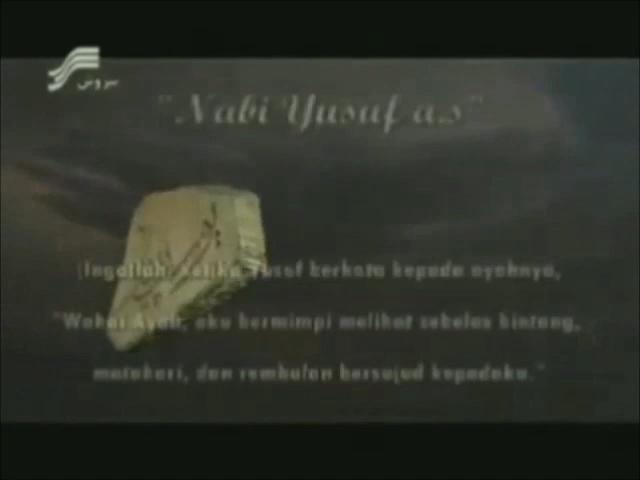 سروش
"Nabi Yusuf a.s"
(Ingatlah) ketika Yusuf berkata kepada ayahnya,
"Wahai Ayah, aku bermimpi melihat sebelas bintang,
matahari, dan rembulan bersujud kepadaku."